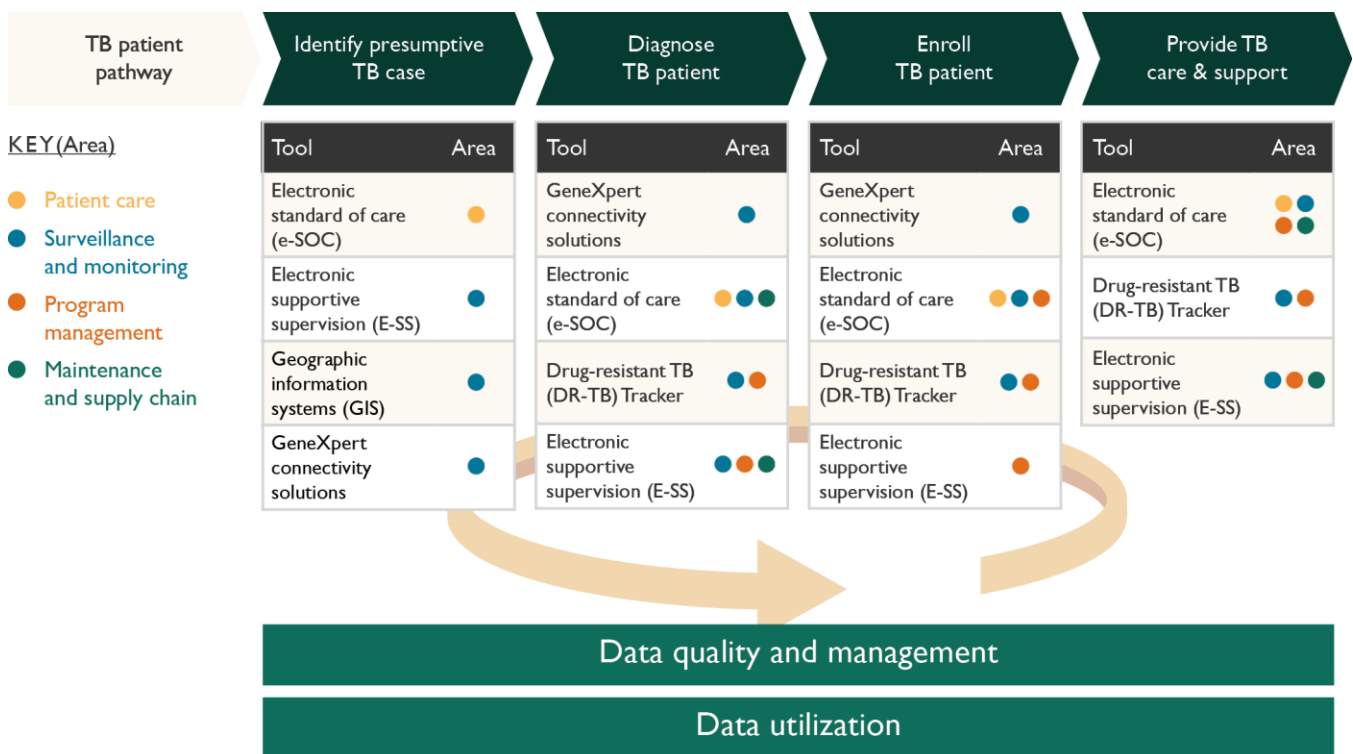 TB patient
pathway
Identify presumptive
TB case
Diagnose
TB patient
Enroll
TB patient
Provide TB
care & support
KEY(Area)
Patient care
Surveillance
and monitoring
Program
management
Maintenance
and supply chain
Tool Area
Electronic
standard of care
(e-SOC)
Electronic
supportive
supervision (E-SS)
Geographic
information
systems (GIS)
GeneXpert
connectivity
solutions
Tool Area
GeneXpert
connectivity
solutions
Electronic
standard of care
(e-SOC)
Drug-resistant TB
(DR-TB) Tracker
Electronic
supportive
supervision (E-SS)
Tool Area
GeneXpert
connectivity
solutions
Electronic
standard of care
(e-SOC)
Drug-resistant TB
(DR-TB) Tracker
Electronic
supportive
supervision (E-SS)
Tool Area
Electronic
standard of care
(e-SOC)
Drug-resistant TB
(DR-TB) Tracker
Electronic
supportive
supervision (E-SS)
Data quality and management
Data utilization